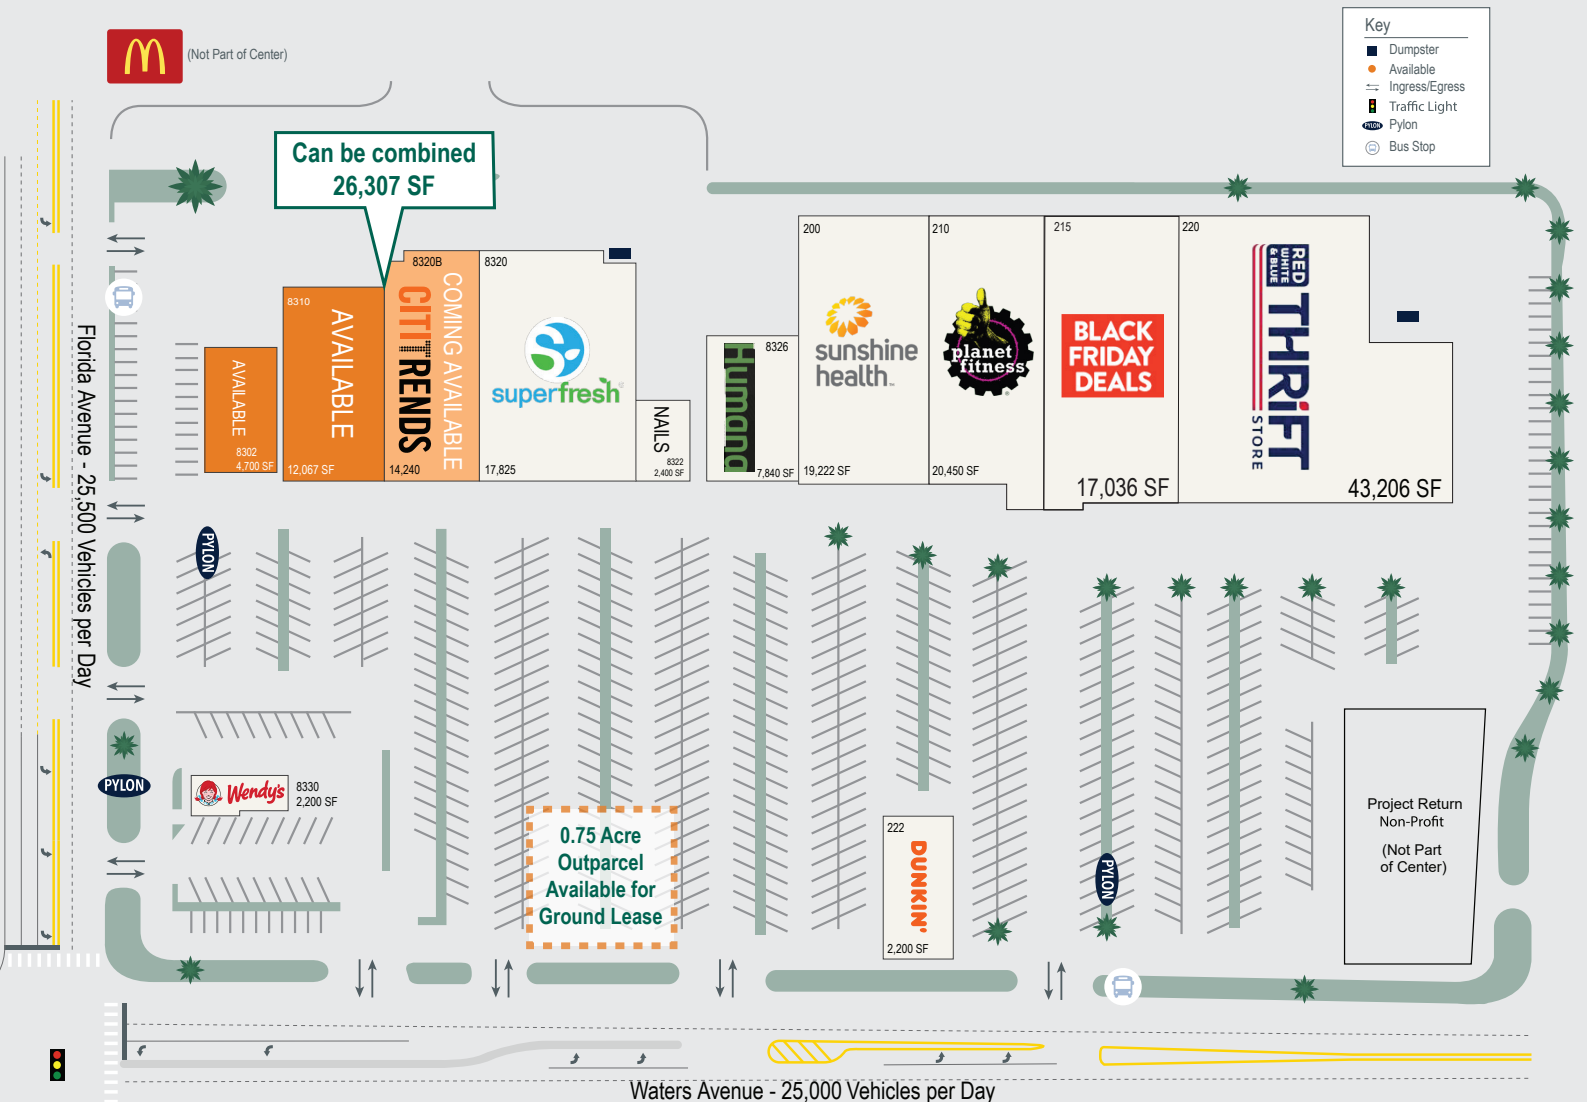 (Not Part of Center)
Key
Dumpster
Available
Ingress/Egress
Traffic Light
PYLON Pylon
Bus Stop
Can be combined
26,307 SF
8302
AVAILABLE
4,700 SF
8310
AVAILABLE
12,067 SF
8320B
CITITRENDS
COMING AVAILABLE
14,240
8320
superfresh
17,825
NAILS
8322
2,400 SF
8326
Humana
7,840 SF
200
sunshine
health™
19,222 SF
210
planet
fitness®
20,450 SF
215
BLACK
FRIDAY
DEALS
17,036 SF
220
RED
WHITE
& BLUE
THRiFT
STORE
43,206 SF
Florida Avenue - 25,500 Vehicles per Day
PYLON
PYLON
Wendy's
8330
2,200 SF
0.75 Acre
Outparcel
Available for
Ground Lease
222
DUNKIN'
2,200 SF
PYLON
Project Return
Non-Profit
(Not Part
of Center)
Waters Avenue - 25,000 Vehicles per Day